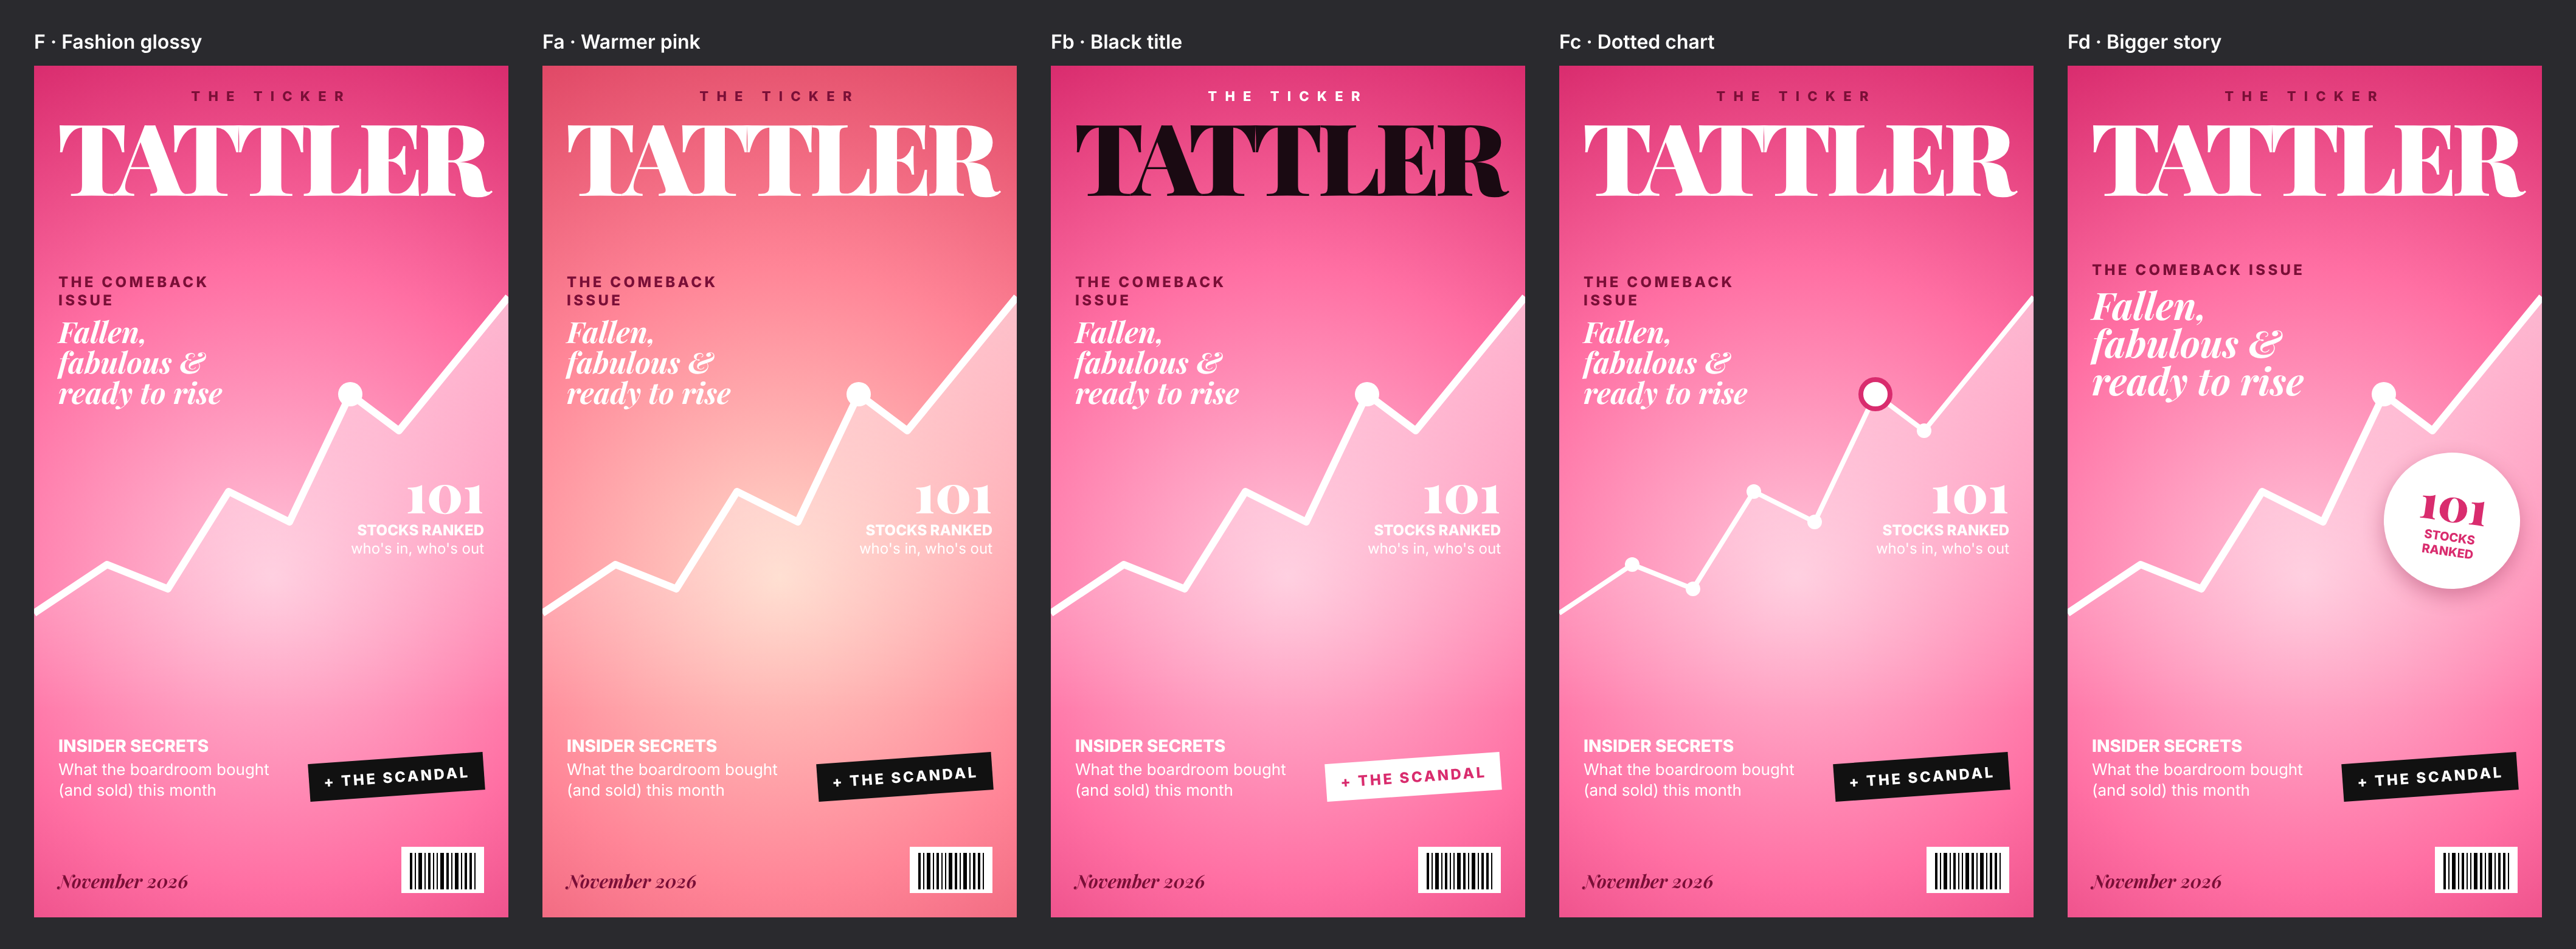 F · Fashion glossy
THE TICKER
TATTLER
THE COMEBACK
ISSUE
Fallen,
fabulous &
ready to rise
101
STOCKS RANKED
who's in, who's out
INSIDER SECRETS
What the boardroom bought
(and sold) this month
+ THE SCANDAL
November 2026
Fa · Warmer pink
THE TICKER
TATTLER
THE COMEBACK
ISSUE
Fallen,
fabulous &
ready to rise
101
STOCKS RANKED
who's in, who's out
INSIDER SECRETS
What the boardroom bought
(and sold) this month
+ THE SCANDAL
November 2026
Fb · Black title
THE TICKER
TATTLER
THE COMEBACK
ISSUE
Fallen,
fabulous &
ready to rise
101
STOCKS RANKED
who's in, who's out
INSIDER SECRETS
What the boardroom bought
(and sold) this month
+ THE SCANDAL
November 2026
Fc · Dotted chart
THE TICKER
TATTLER
THE COMEBACK
ISSUE
Fallen,
fabulous &
ready to rise
101
STOCKS RANKED
who's in, who's out
INSIDER SECRETS
What the boardroom bought
(and sold) this month
+ THE SCANDAL
November 2026
Fd · Bigger story
THE TICKER
TATTLER
THE COMEBACK ISSUE
Fallen,
fabulous &
ready to rise
101
STOCKS
RANKED
INSIDER SECRETS
What the boardroom bought
(and sold) this month
+ THE SCANDAL
November 2026